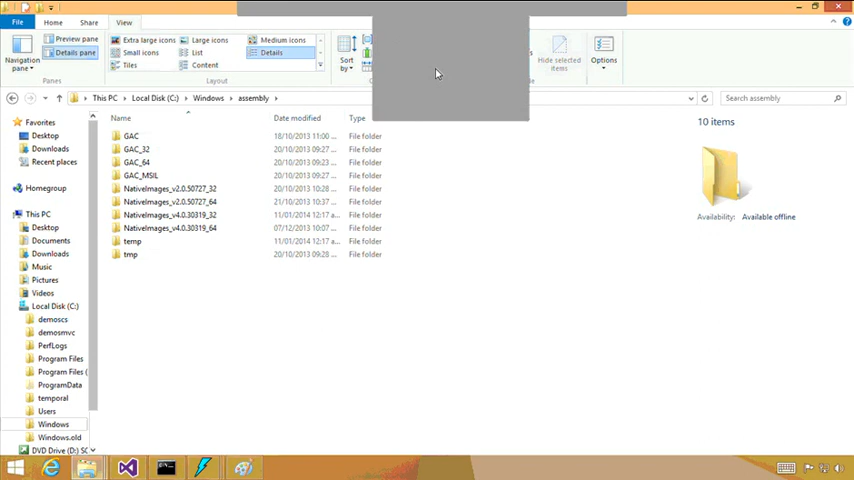 File Home Share View
Preview pane
Details pane
Navigation pane
Panes
Extra large icons Large icons Medium icons
Small icons List Details
Tiles Content
Layout
Sort by
Hide selected items
Options
This PC Local Disk (C:) Windows assembly
Search assembly
Favorites
Desktop
Downloads
Recent places
Homegroup
This PC
Desktop
Documents
Downloads
Music
Pictures
Videos
Local Disk (C:)
demoscs
demosmvc
PerfLogs
Program Files
Program Files (
ProgramData
temporal
Users
Windows
Windows.old
DVD Drive (D:) SC
Name Date modified Type
GAC 18/10/2013 11:00 ... File folder
GAC_32 20/10/2013 09:27 ... File folder
GAC_64 20/10/2013 09:27 ... File folder
GAC_MSIL 20/10/2013 09:27 ... File folder
NativeImages_v2.0.50727_32 20/10/2013 10:28 ... File folder
NativeImages_v2.0.50727_64 21/10/2013 10:37 ... File folder
NativeImages_v4.0.30319_32 11/01/2014 12:17 a... File folder
NativeImages_v4.0.30319_64 07/12/2013 10:07 ... File folder
temp 11/01/2014 12:17 a... File folder
tmp 20/10/2013 09:28 ... File folder
10 items
Availability: Available offline